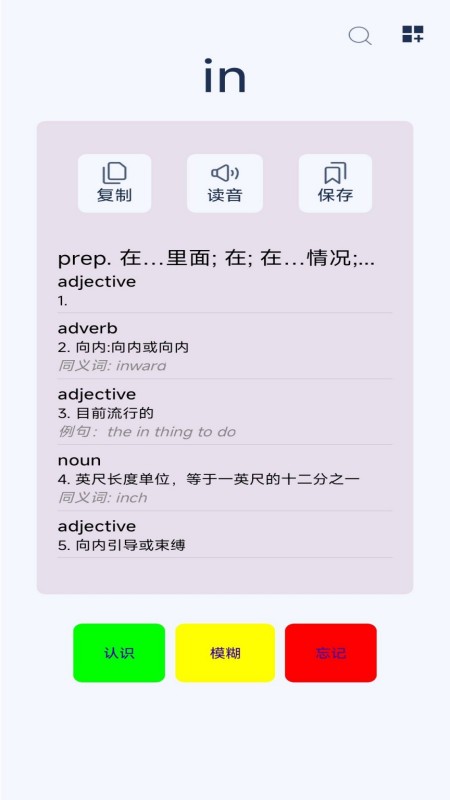 in
复制 读音 保存
prep. 在...里面; 在; 在...情况;...
adjective
1.
adverb
2. 向内:向内或向内
同义词: inward
adjective
3. 目前流行的
例句：the in thing to do
noun
4. 英尺长度单位，等于一英尺的十二分之一
同义词: inch
adjective
5. 向内引导或束缚
认识 模糊 忘记